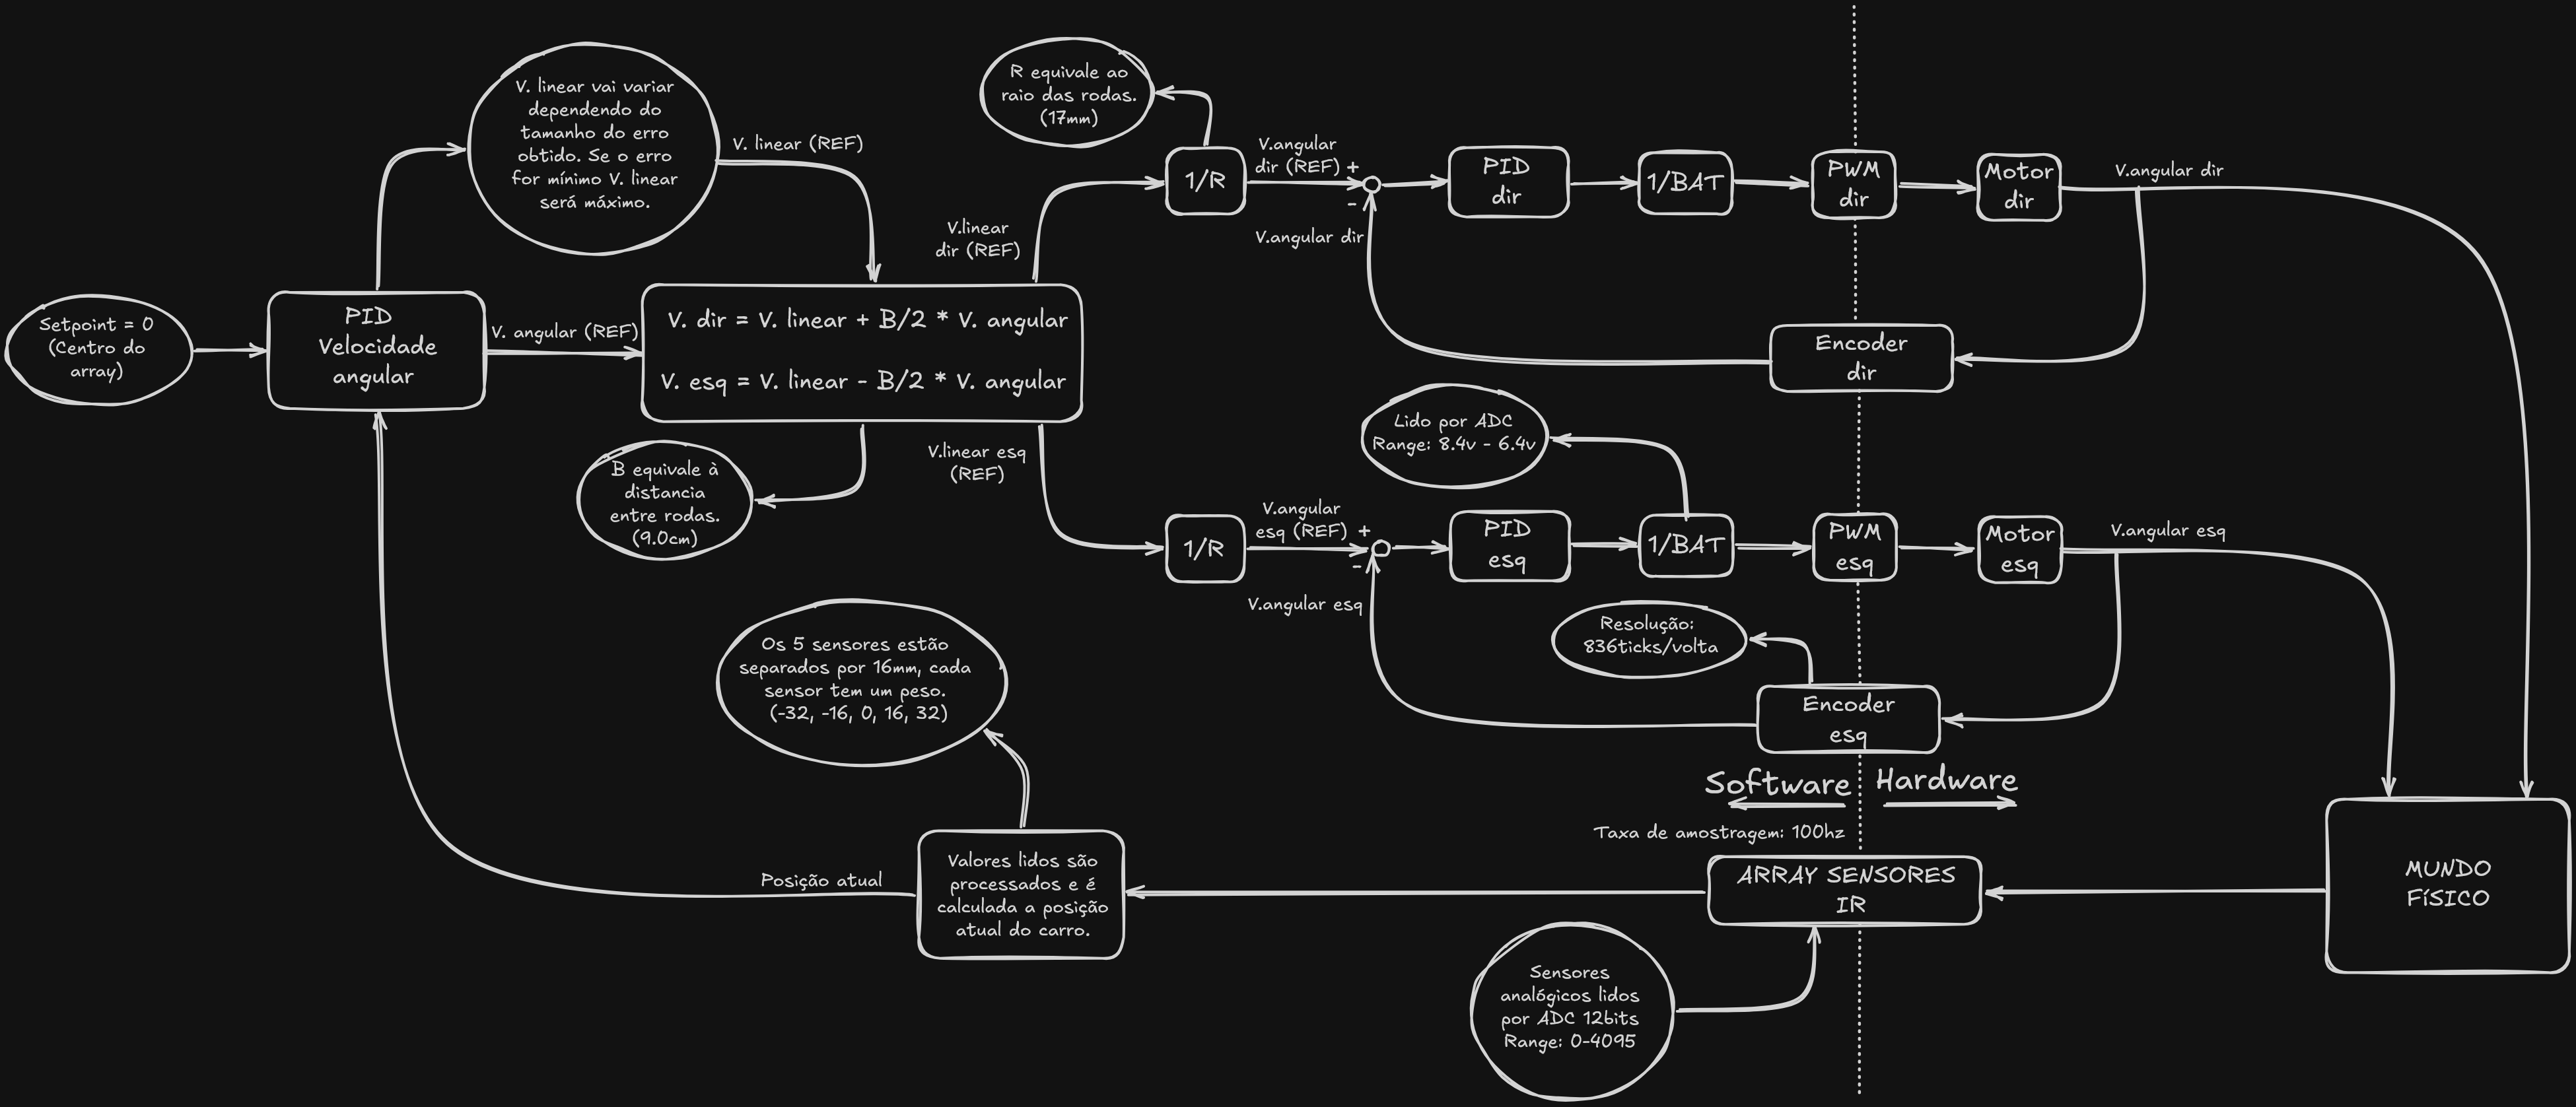 Setpoint = 0
(Centro do
array)
PID
Velocidade
angular
V. linear vai variar
dependendo do
tamanho do erro
obtido. Se o erro
for mínimo V. linear
será máximo.
V. linear (REF)
V. angular (REF)
V. dir = V. linear + B/2 * V. angular
V. esq = V. linear - B/2 * V. angular
B equivale à
distancia
entre rodas.
(9.0cm)
V.linear
dir (REF)
V.linear esq
(REF)
R equivale ao
raio das rodas.
(17mm)
1/R
V.angular
dir (REF) +
-
V.angular dir
PID
dir
1/BAT
PWM
dir
Motor
dir
V.angular dir
Encoder
dir
Lido por ADC
Range: 8.4v - 6.4v
1/R
V.angular
esq (REF) +
-
V.angular esq
PID
esq
1/BAT
PWM
esq
Motor
esq
V.angular esq
Resolução:
836ticks/volta
Encoder
esq
Software
Hardware
Taxa de amostragem: 100hz
ARRAY SENSORES
IR
MUNDO
FÍSICO
Sensores
analógicos lidos
por ADC 12bits
Range: 0-4095
Os 5 sensores estão
separados por 16mm, cada
sensor tem um peso.
(-32, -16, 0, 16, 32)
Valores lidos são
processados e é
calculada a posição
atual do carro.
Posição atual